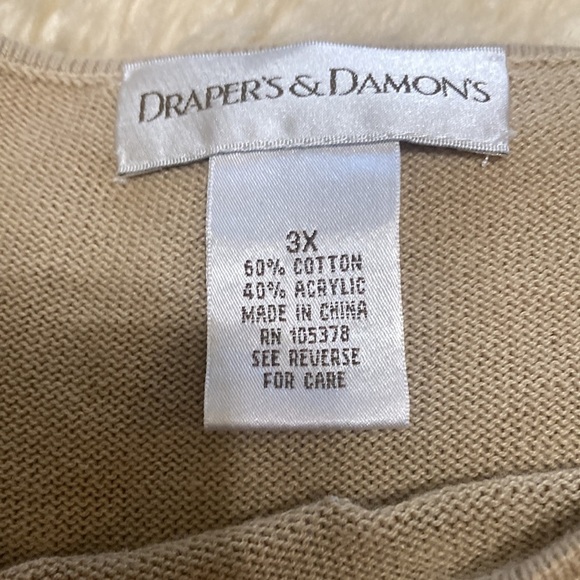 DRAPER'S & DAMON'S
3X
60% COTTON
40% ACRYLIC
MADE IN CHINA
RN 105378
SEE REVERSE
FOR CARE